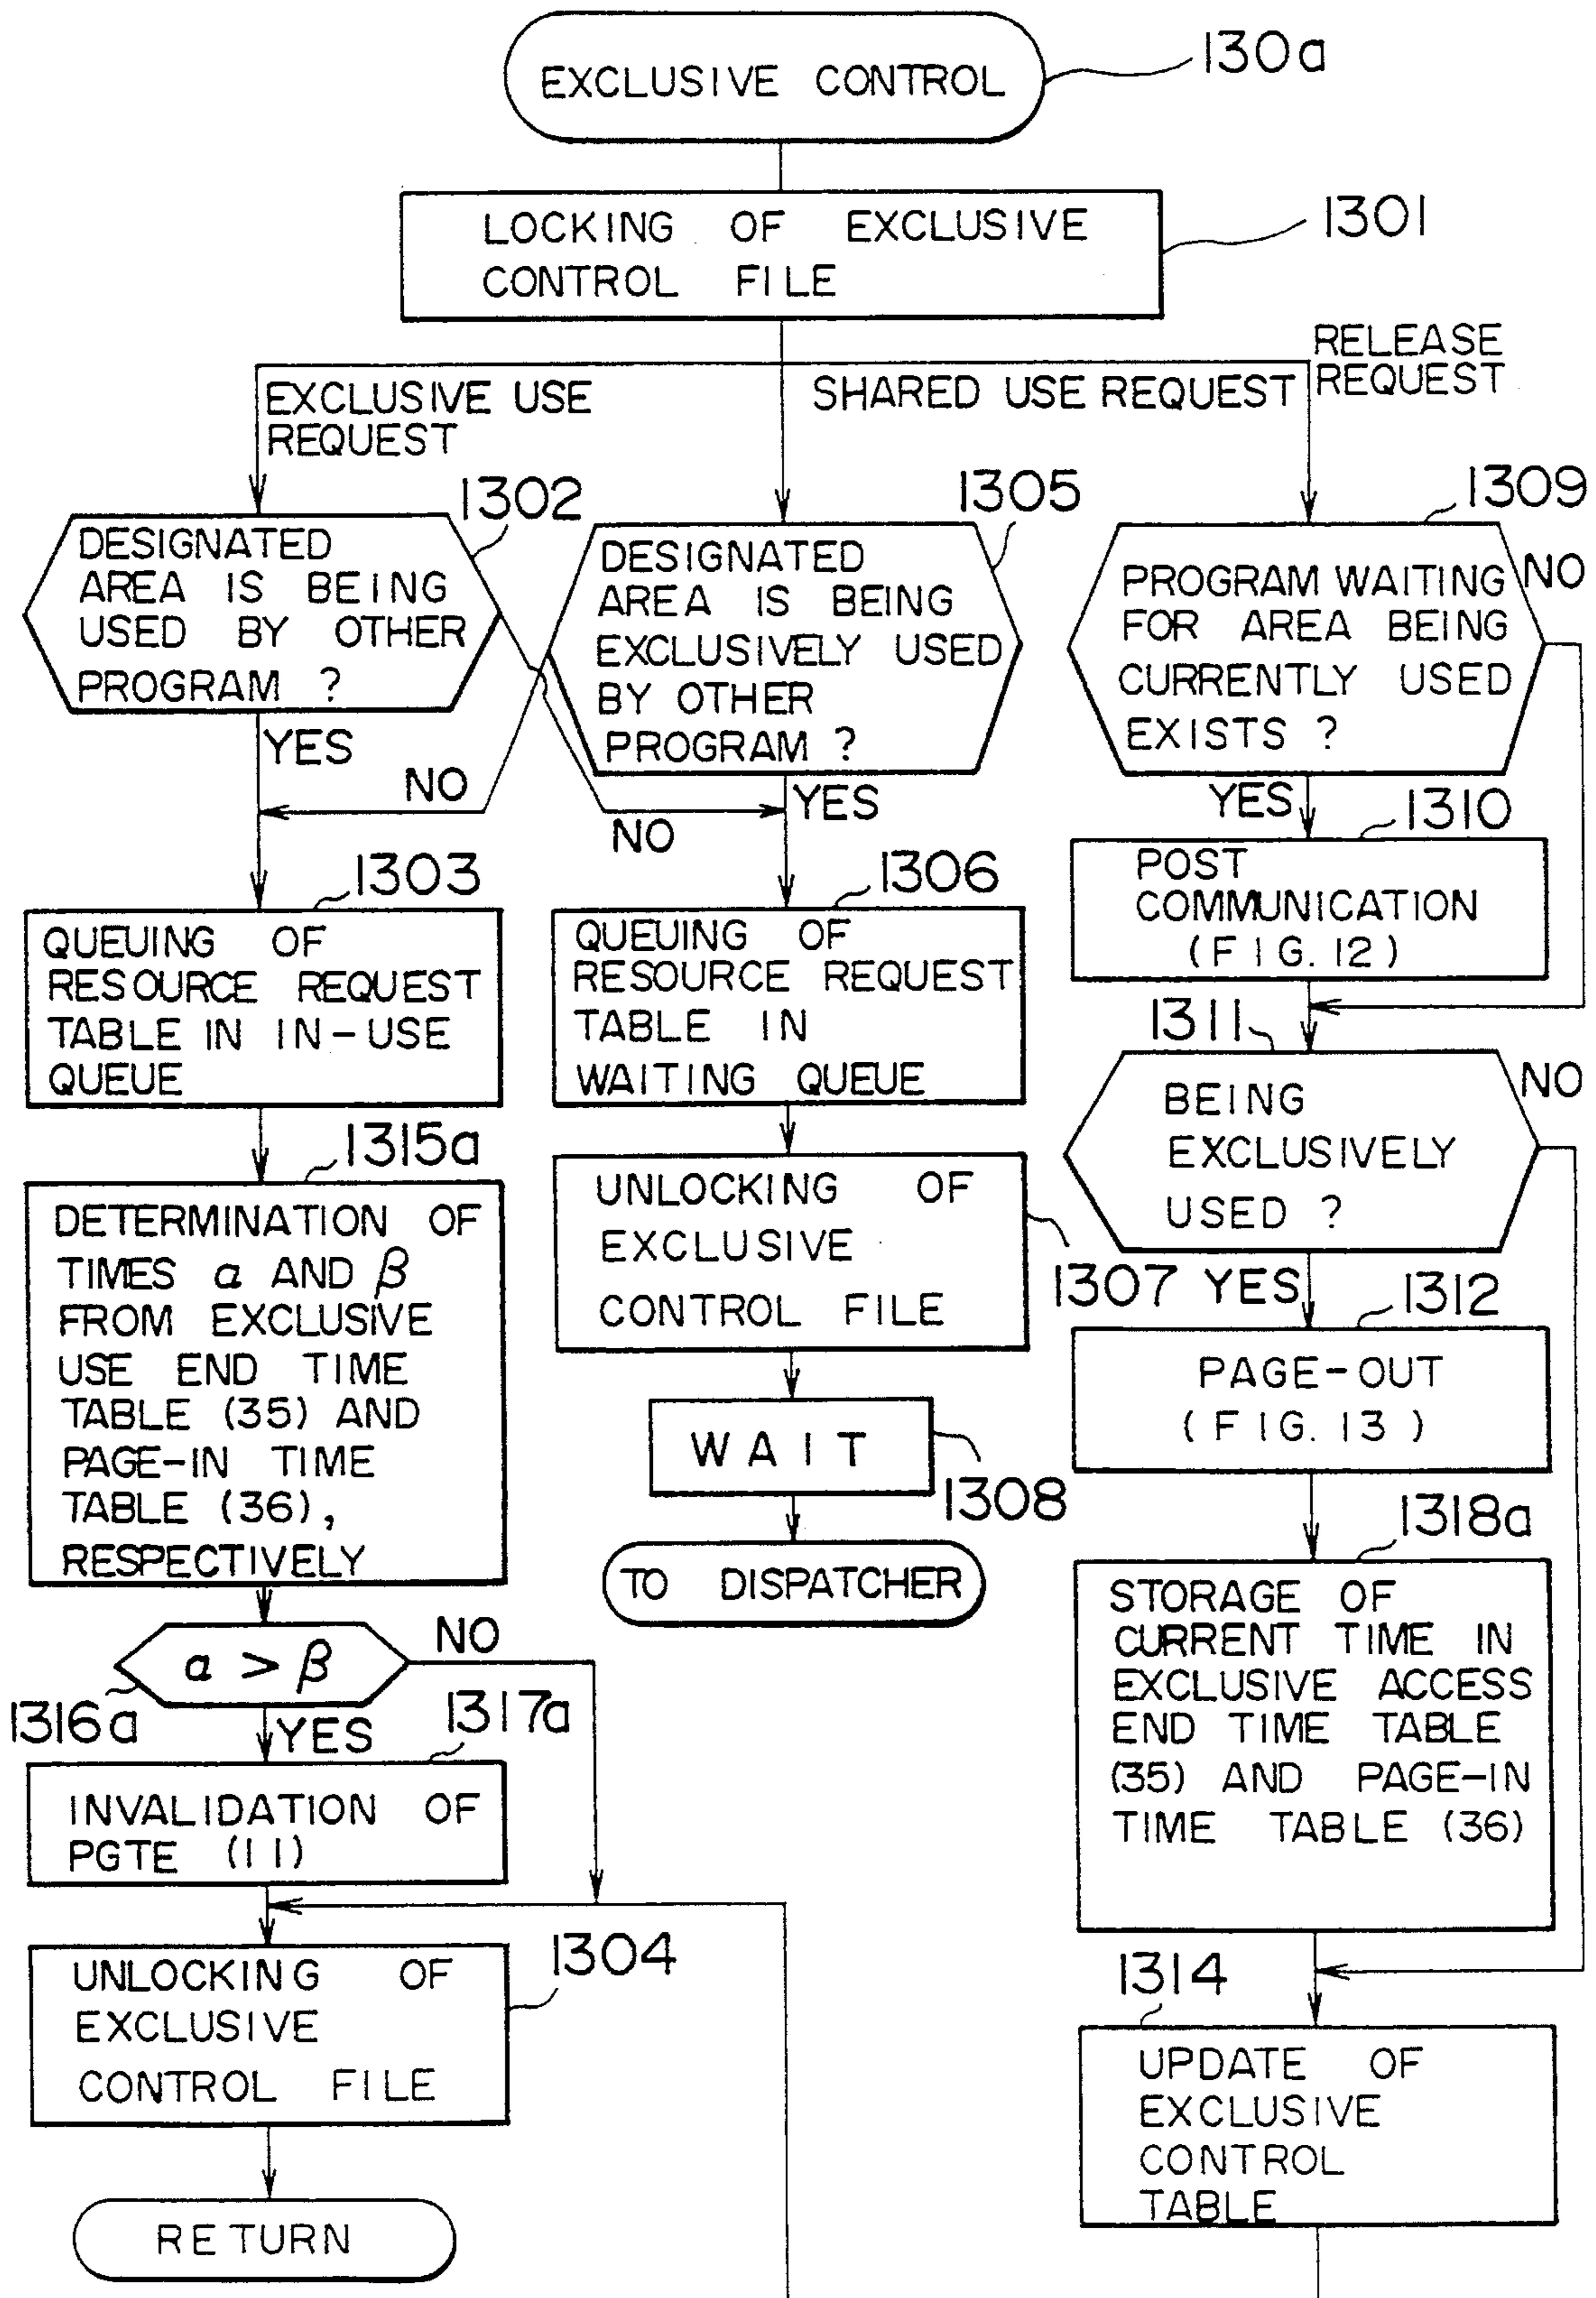 EXCLUSIVE CONTROL
130a
LOCKING OF EXCLUSIVE
CONTROL FILE
1301
EXCLUSIVE USE
REQUEST
SHARED USE REQUEST
RELEASE
REQUEST
1302
DESIGNATED
AREA IS BEING
USED BY OTHER
PROGRAM ?
YES
NO
1305
DESIGNATED
AREA IS BEING
EXCLUSIVELY USED
BY OTHER
PROGRAM ?
YES
NO
1309
PROGRAM WAITING
FOR AREA BEING
CURRENTLY USED
EXISTS ?
NO
YES
1303
QUEUING OF
RESOURCE REQUEST
TABLE IN IN-USE
QUEUE
1315a
DETERMINATION OF
TIMES α AND β
FROM EXCLUSIVE
USE END TIME
TABLE (35) AND
PAGE-IN TIME
TABLE (36),
RESPECTIVELY
α > β
NO
1316a
YES
1317a
INVALIDATION OF
PGTE (11)
1304
UNLOCKING OF
EXCLUSIVE
CONTROL FILE
RETURN
1306
QUEUING OF
RESOURCE REQUEST
TABLE IN
WAITING QUEUE
UNLOCKING OF
EXCLUSIVE
CONTROL FILE
1307
WAIT
1308
TO DISPATCHER
1310
POST
COMMUNICATION
(FIG. 12)
1311
BEING
EXCLUSIVELY
USED ?
NO
YES
1312
PAGE-OUT
(FIG. 13)
1318a
STORAGE OF
CURRENT TIME IN
EXCLUSIVE ACCESS
END TIME TABLE
(35) AND PAGE-IN
TIME TABLE (36)
1314
UPDATE OF
EXCLUSIVE
CONTROL
TABLE